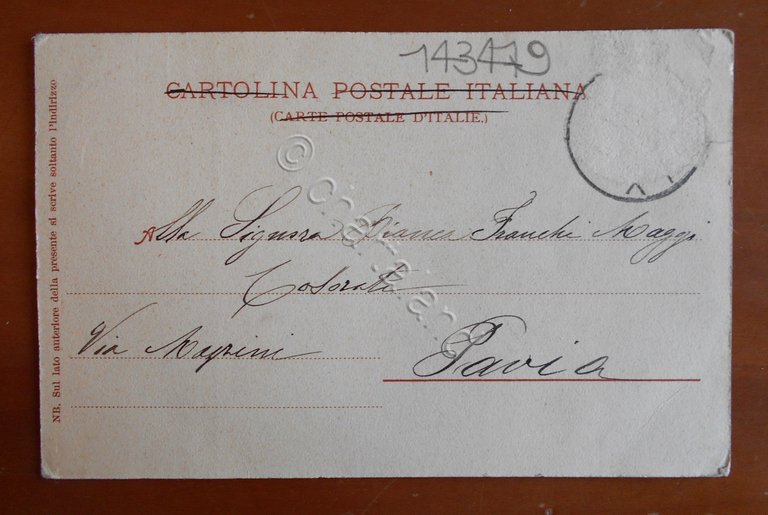 143479
CARTOLINA POSTALE ITALIANA
(CARTE POSTALE D'ITALIE.)
NB. Sul lato anteriore della presente si scrive soltanto l'indirizzo
Alla Signora Bianca Franchi Maggi
Via
Pavia